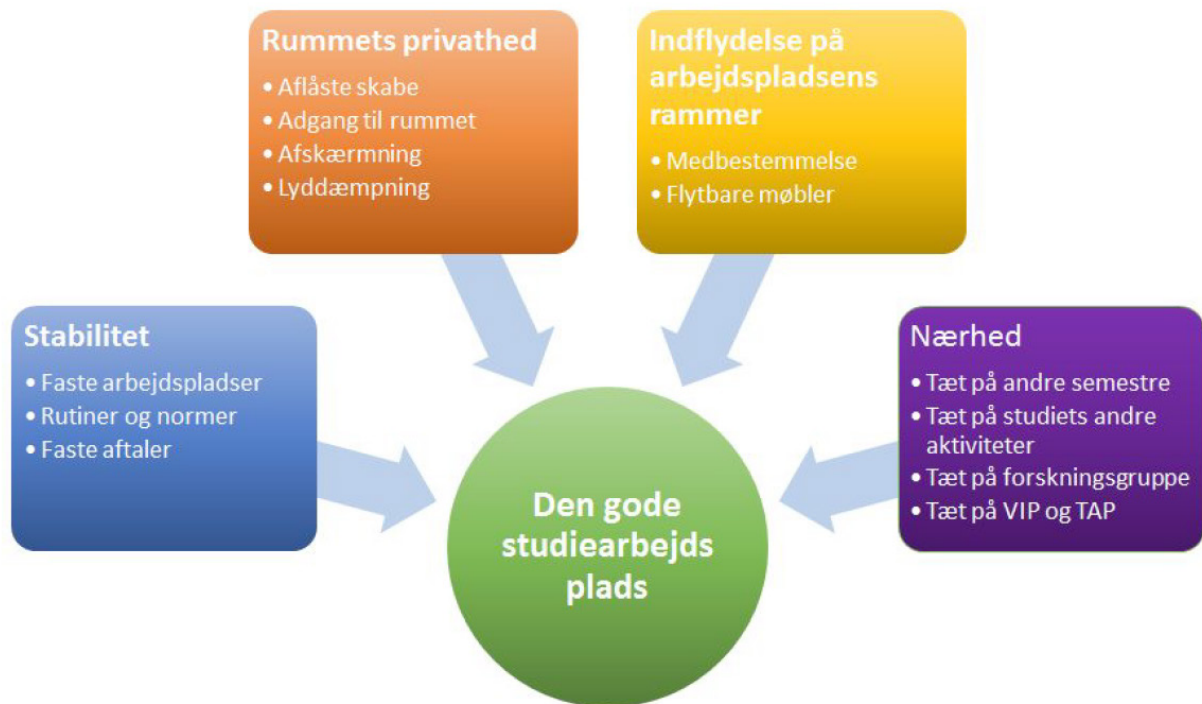 Rummets privathed
• Aflåste skabe
• Adgang til rummet
• Afskærmning
• Lyddæmpning
Indflydelse på
arbejdspladsens
rammer
• Medbestemmelse
• Flytbare møbler
Stabilitet
• Faste arbejdspladser
• Rutiner og normer
• Faste aftaler
Nærhed
• Tæt på andre semestre
• Tæt på studiets andre
aktiviteter
• Tæt på forskningsgruppe
• Tæt på VIP og TAP
Den gode
studiearbejds
plads